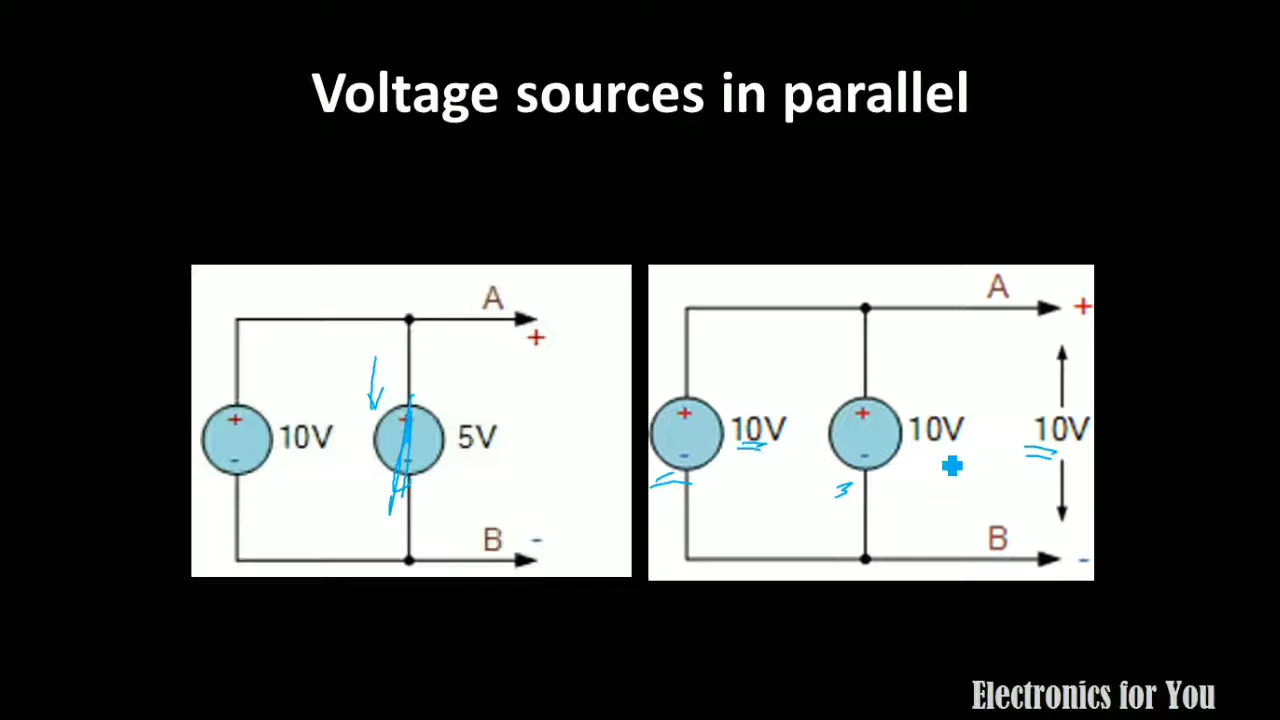 Voltage sources in parallel
A
+
+
10V
-
+
5V
-
B
-
A
+
+
10V
-
+
10V
-
10V
B
-
Electronics for You